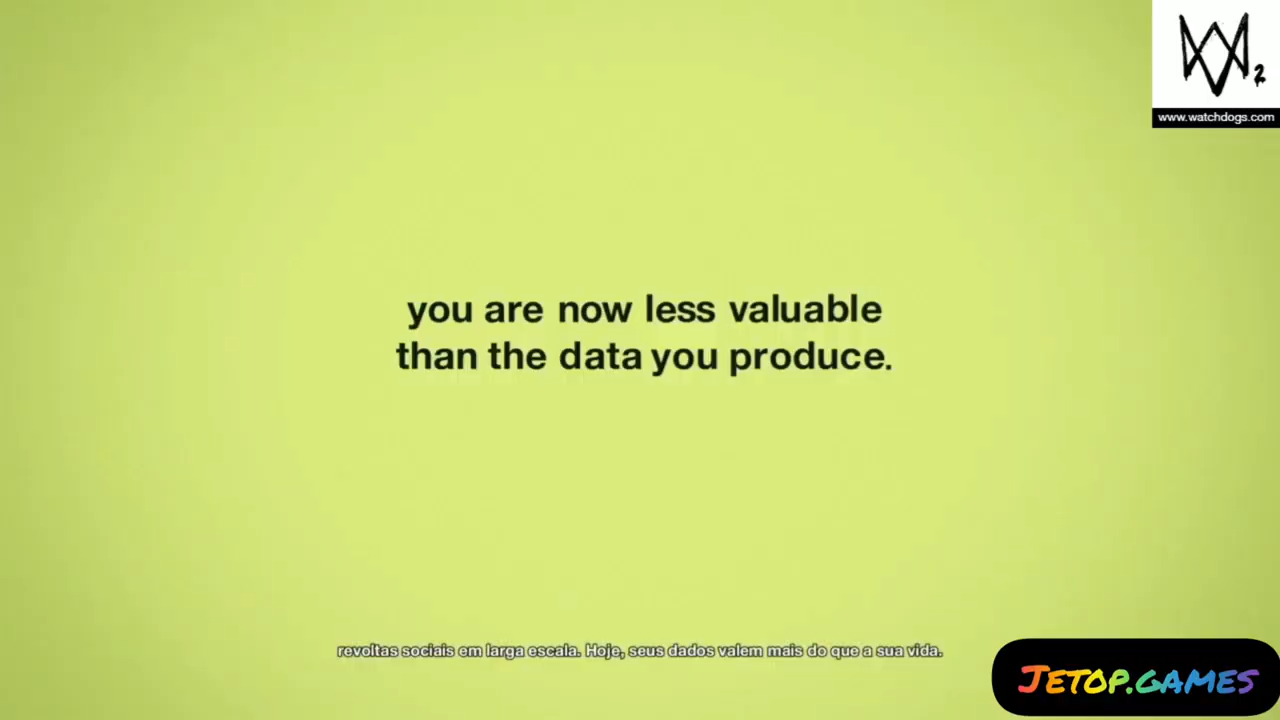 2
www.watchdogs.com
you are now less valuable
than the data you produce.
revoltas sociais em larga escala. Hoje, seus dados valem mais do que a sua vida.
Jetop.games